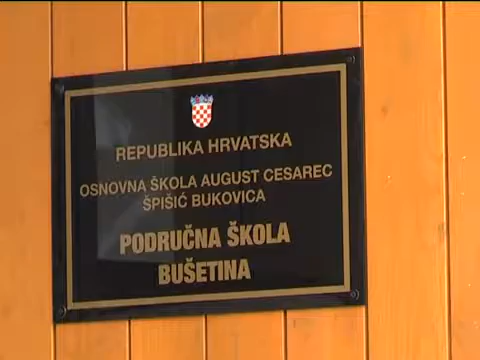 REPUBLIKA HRVATSKA
OSNOVNA ŠKOLA AUGUST CESAREC
ŠPIŠIĆ BUKOVICA
PODRUČNA ŠKOLA
BUŠETINA